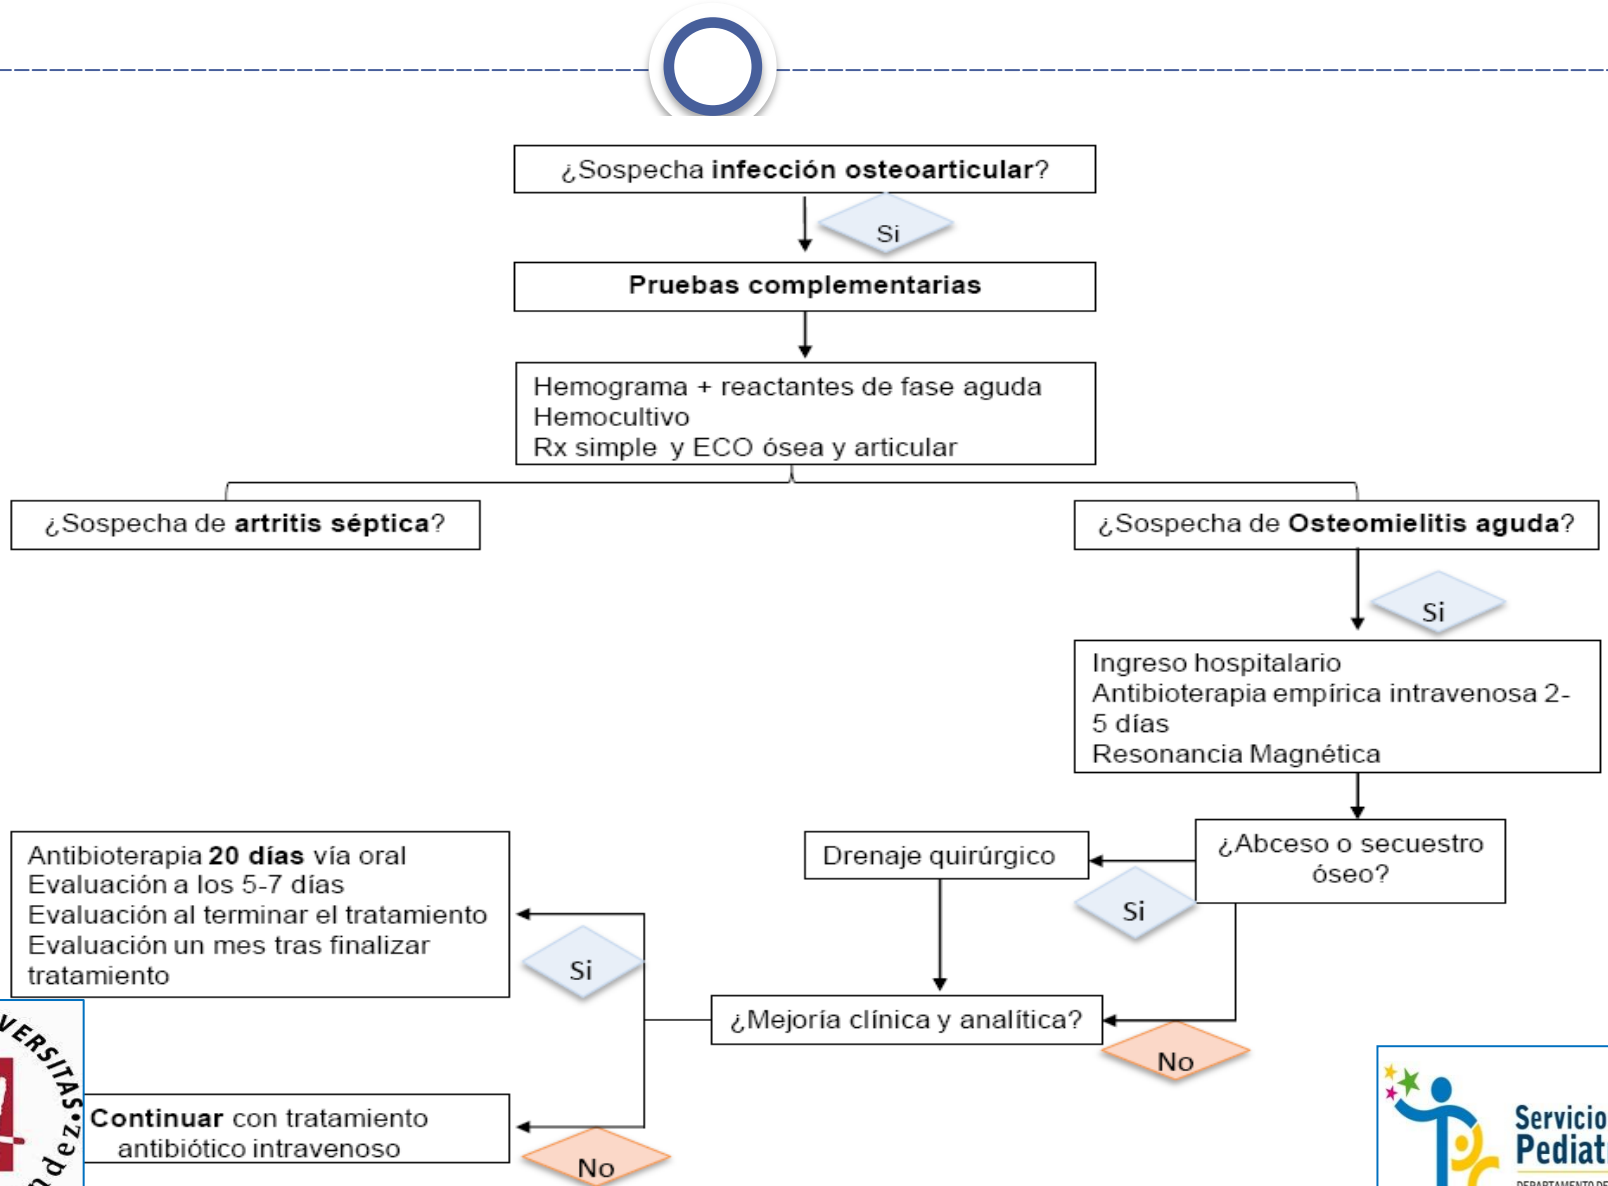 ¿Sospecha infección osteoarticular?
Si
Pruebas complementarias
Hemograma + reactantes de fase aguda
Hemocultivo
Rx simple y ECO ósea y articular
¿Sospecha de artritis séptica?
¿Sospecha de Osteomielitis aguda?
Si
Ingreso hospitalario
Antibioterapia empírica intravenosa 2-
5 días
Resonancia Magnética
¿Abceso o secuestro
óseo?
Si
Drenaje quirúrgico
No
¿Mejoría clínica y analítica?
Si
Antibioterapia 20 días vía oral
Evaluación a los 5-7 días
Evaluación al terminar el tratamiento
Evaluación un mes tras finalizar
tratamiento
No
Continuar con tratamiento
antibiótico intravenoso
VERSITAS•
ndez
Servicio
Pediat